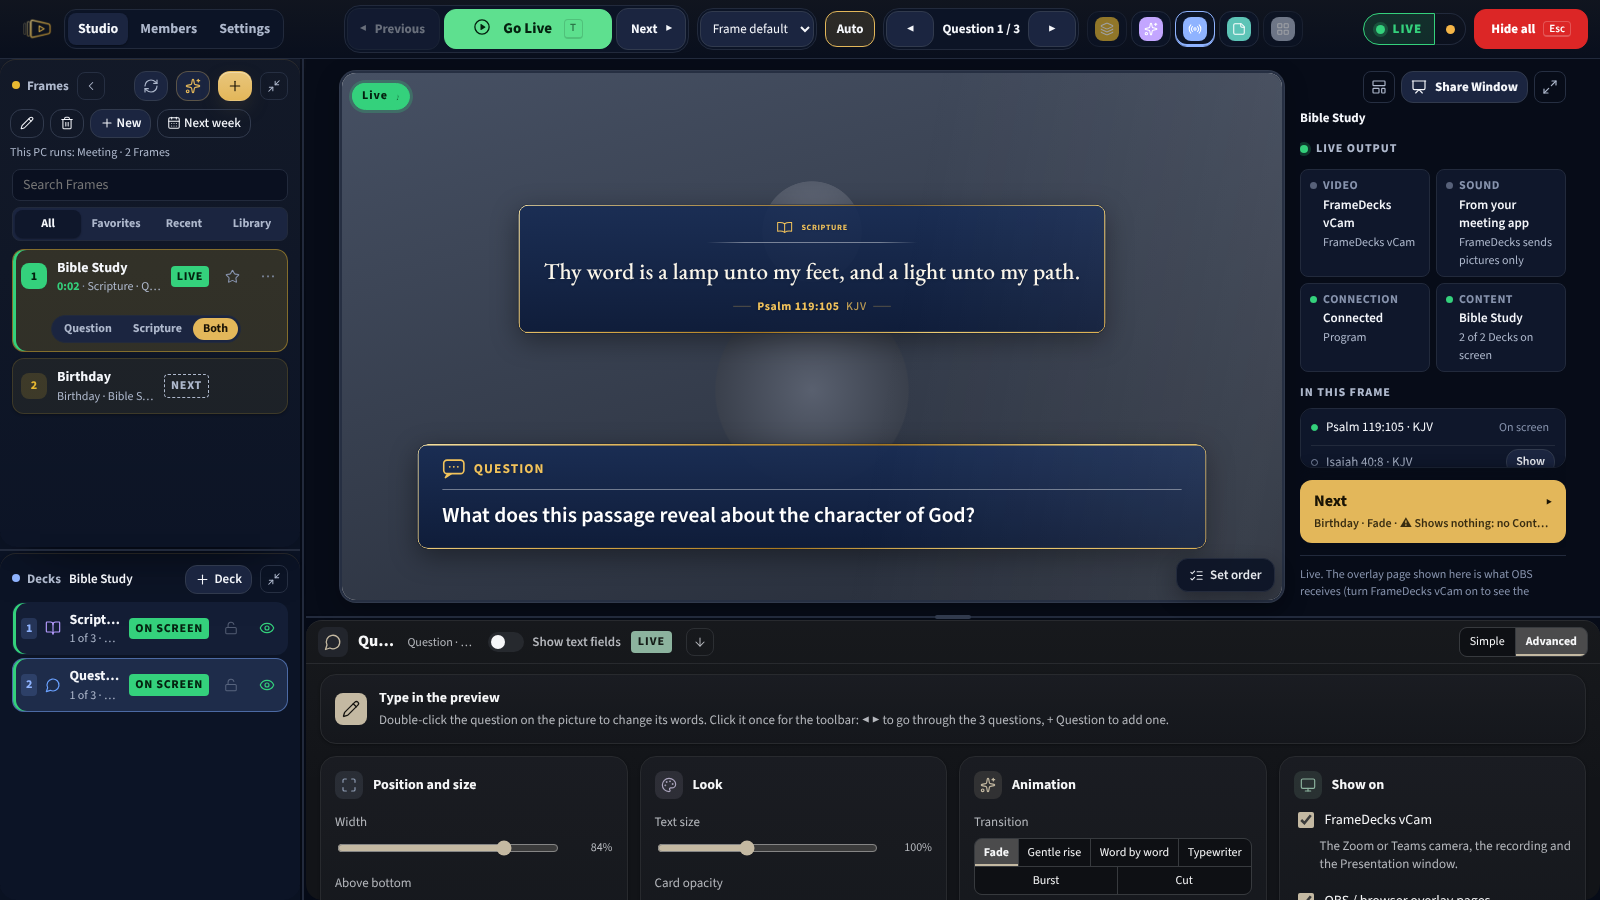 Studio
Members
Settings
Previous
Go Live T
Next
Frame default
Auto
Question 1 / 3
LIVE
Hide all Esc
Frames
New
Next week
This PC runs: Meeting · 2 Frames
Search Frames
All
Favorites
Recent
Library
1
Bible Study
0:02 · Scripture · Q...
LIVE
Question
Scripture
Both
2
Birthday
Birthday · Bible S...
NEXT
Decks
Bible Study
Deck
1
Script...
1 of 3 · ...
ON SCREEN
2
Quest...
1 of 3 · ...
ON SCREEN
Live
SCRIPTURE
Thy word is a lamp unto my feet, and a light unto my path.
Psalm 119:105 KJV
QUESTION
What does this passage reveal about the character of God?
Set order
Share Window
Bible Study
LIVE OUTPUT
VIDEO
FrameDecks
vCam
FrameDecks vCam
SOUND
From your
meeting app
FrameDecks sends
pictures only
CONNECTION
Connected
Program
CONTENT
Bible Study
2 of 2 Decks on
screen
IN THIS FRAME
Psalm 119:105 · KJV
On screen
Isaiah 40:8 · KJV
Show
Next
Birthday · Fade · ⚠ Shows nothing: no Cont...
Live. The overlay page shown here is what OBS
receives (turn FrameDecks vCam on to see the
Qu...
Question · ...
Show text fields
LIVE
Simple
Advanced
Type in the preview
Double-click the question on the picture to change its words. Click it once for the toolbar: ◂ ▸ to go through the 3 questions, + Question to add one.
Position and size
Width
84%
Above bottom
Look
Text size
100%
Card opacity
Animation
Transition
Fade
Gentle rise
Word by word
Typewriter
Burst
Cut
Show on
FrameDecks vCam
The Zoom or Teams camera, the recording and
the Presentation window.
OBS / browser overlay pages